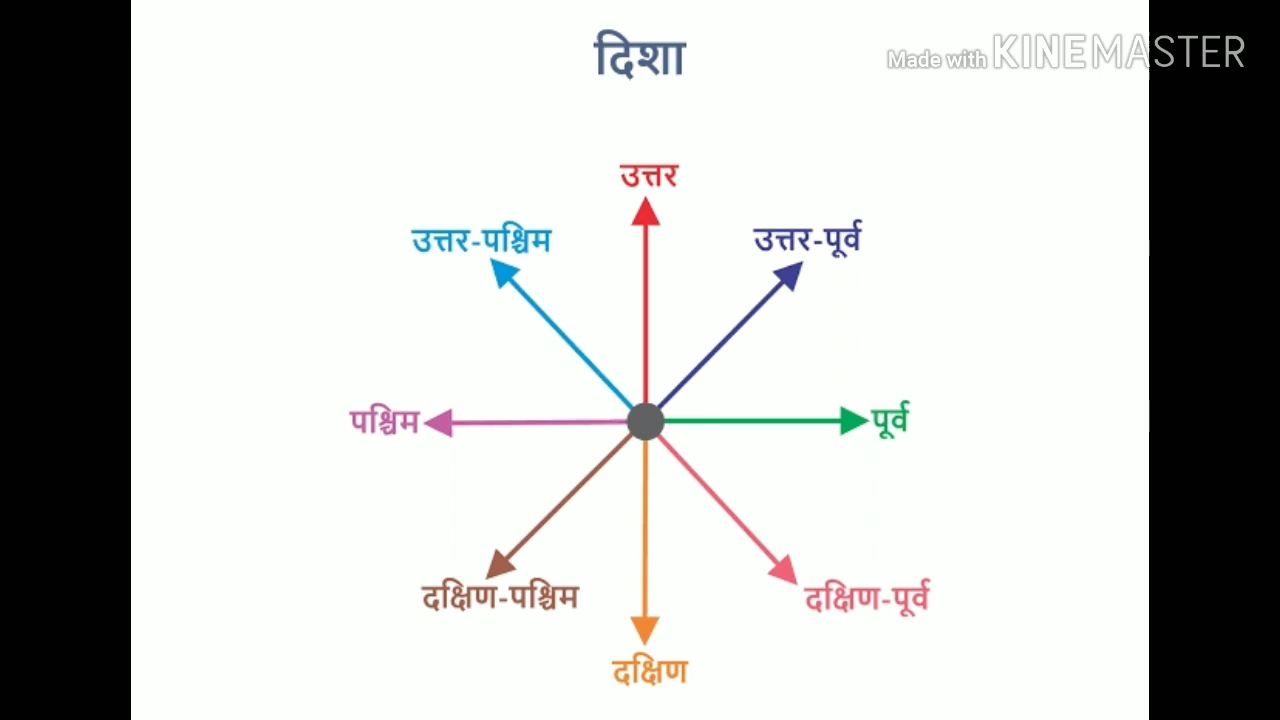 दिशा
Made with KINEMASTER
उत्तर
उत्तर-पश्चिम
उत्तर-पूर्व
पश्चिम
पूर्व
दक्षिण-पश्चिम
दक्षिण-पूर्व
दक्षिण